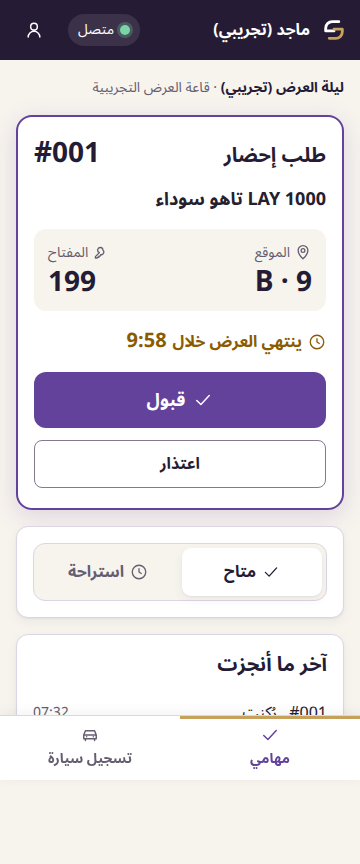 ماجد (تجريبي)
متصل
ليلة العرض (تجريبي) · قاعة العرض التجريبية
طلب إحضار
#001
LAY 1000 تاهو سوداء
الموقع
B · 9
المفتاح
199
ينتهي العرض خلال 9:58
قبول
اعتذار
متاح
استراحة
آخر ما أنجزت
#001
رُكنت
07:32
مهامي
تسجيل سيارة